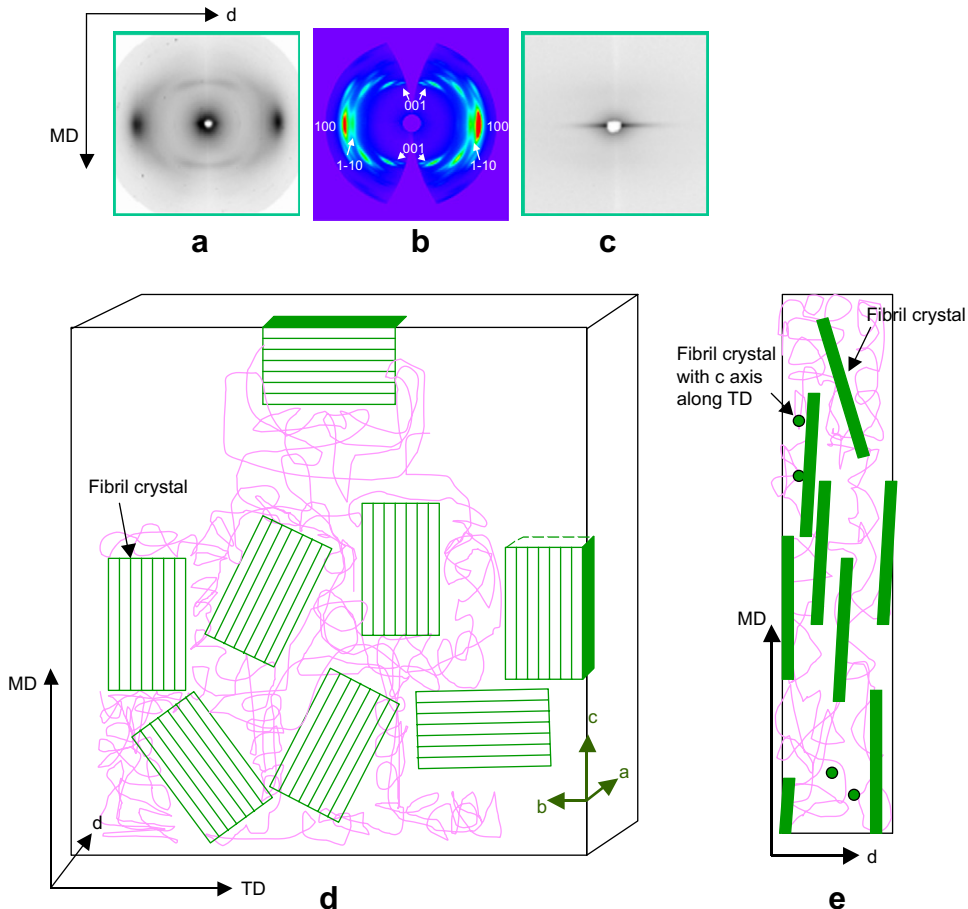 d
MD
001
100
100
001
1-10
1-10
a
b
c
Fibril crystal
Fibril crystal
with c axis
along TD
Fibril crystal
MD
MD
c
a
b
d
TD
d
d
e